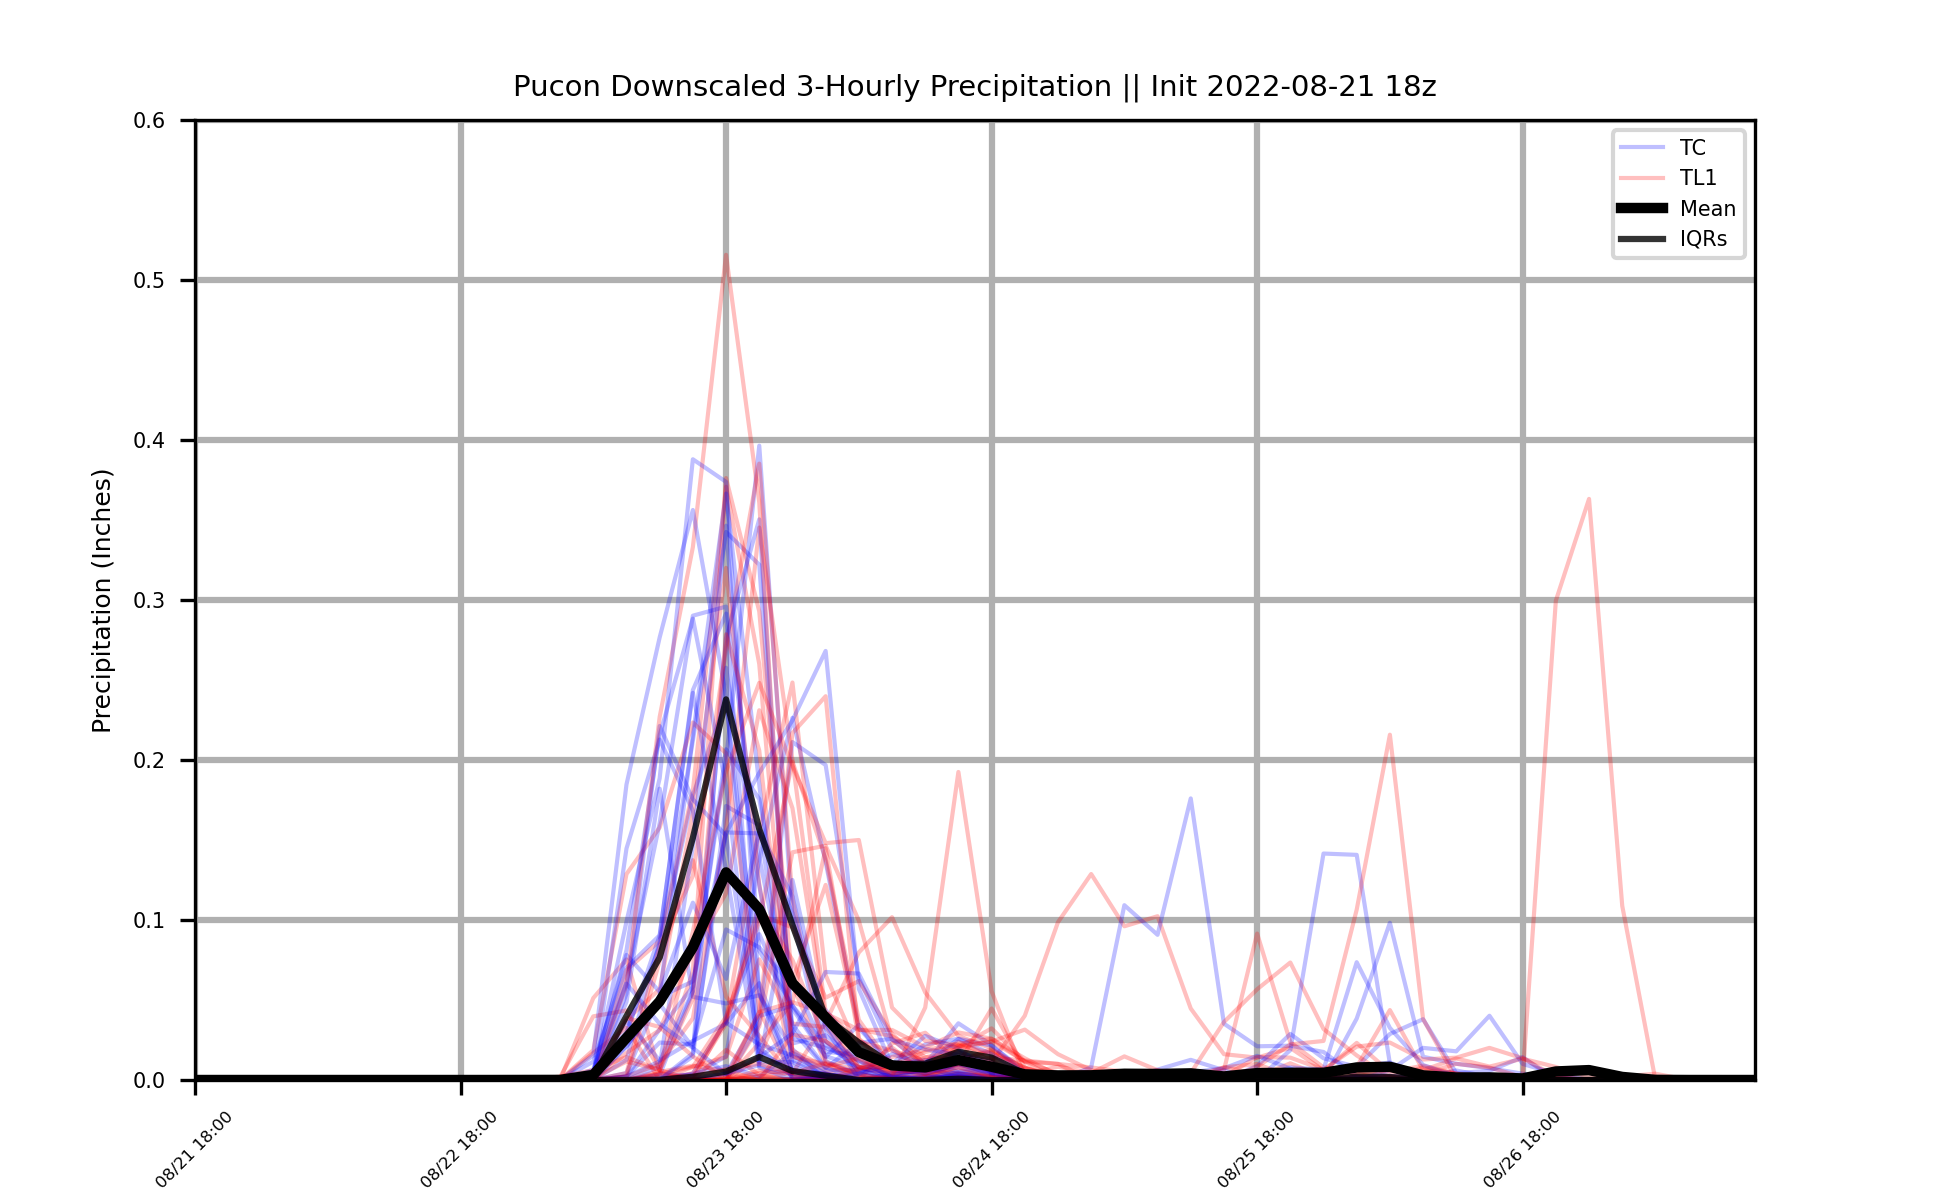 Pucon Downscaled 3-Hourly Precipitation || Init 2022-08-21 18z
0.6
0.5
0.4
0.3
0.2
0.1
0.0
Precipitation (Inches)
TC
TL1
Mean
IQRs
08/21 18:00
08/22 18:00
08/23 18:00
08/24 18:00
08/25 18:00
08/26 18:00